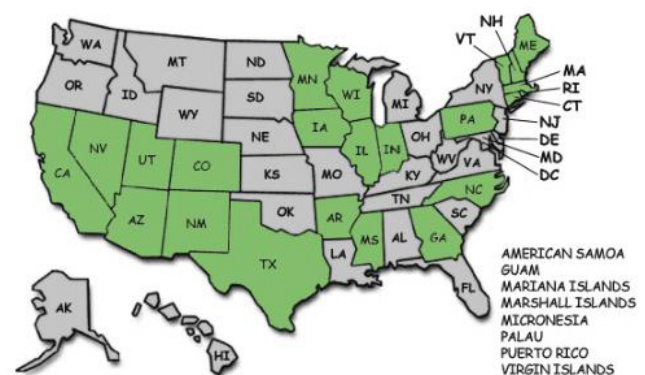 NH
VT
ME
WA
MT
ND
MN
OR
ID
SD
WI
MI
NY
MA
RI
CT
WY
IA
PA
NJ
NV
UT
CO
NE
IL
IN
OH
DE
MD
DC
CA
KS
MO
WV
VA
KY
AZ
NM
OK
AR
TN
NC
SC
TX
LA
MS
AL
GA
FL
AK
HI
AMERICAN SAMOA
GUAM
MARIANA ISLANDS
MARSHALL ISLANDS
MICRONESIA
PALAU
PUERTO RICO
VIRGIN ISLANDS